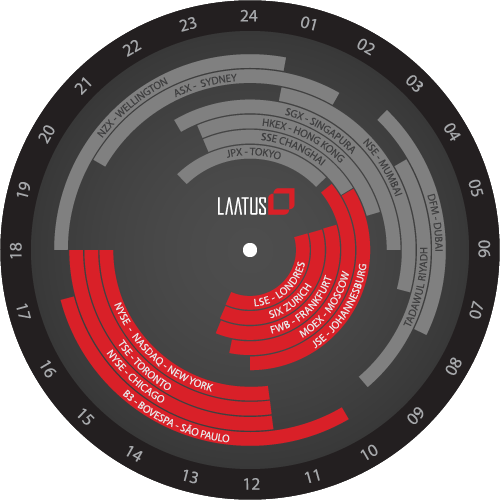 24
01
02
03
04
05
06
07
08
09
10
11
12
13
14
15
16
17
18
19
20
21
22
23
NZX - WELLINGTON
ASX - SYDNEY
SGX - SINGAPURA
HKEX - HONG KONG
SSE CHANGHAI
JPX - TOKYO
NSE - MUMBAI
DFM - DUBAI
TADAWUL RIYADH
LAATUS
LSE - LONDRES
SIX ZURICH
FWB - FRANKFURT
MOEX - MOSCOW
JSE - JOHANNESBURG
NYSE - NASDAQ - NEW YORK
TSE - TORONTO
NYSE - CHICAGO
B3 - BOVESPA - SÃO PAULO